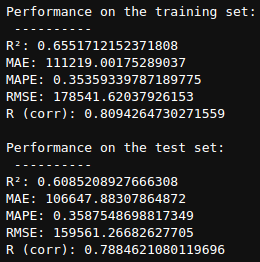 Performance on the training set:
----------
R²: 0.6551712152371808
MAE: 111219.00175289037
MAPE: 0.35359339787189775
RMSE: 178541.62037926153
R (corr): 0.8094264730271559
Performance on the test set:
----------
R²: 0.6085208927666308
MAE: 106647.88307864872
MAPE: 0.3587548698817349
RMSE: 159561.26682627705
R (corr): 0.7884621080119696